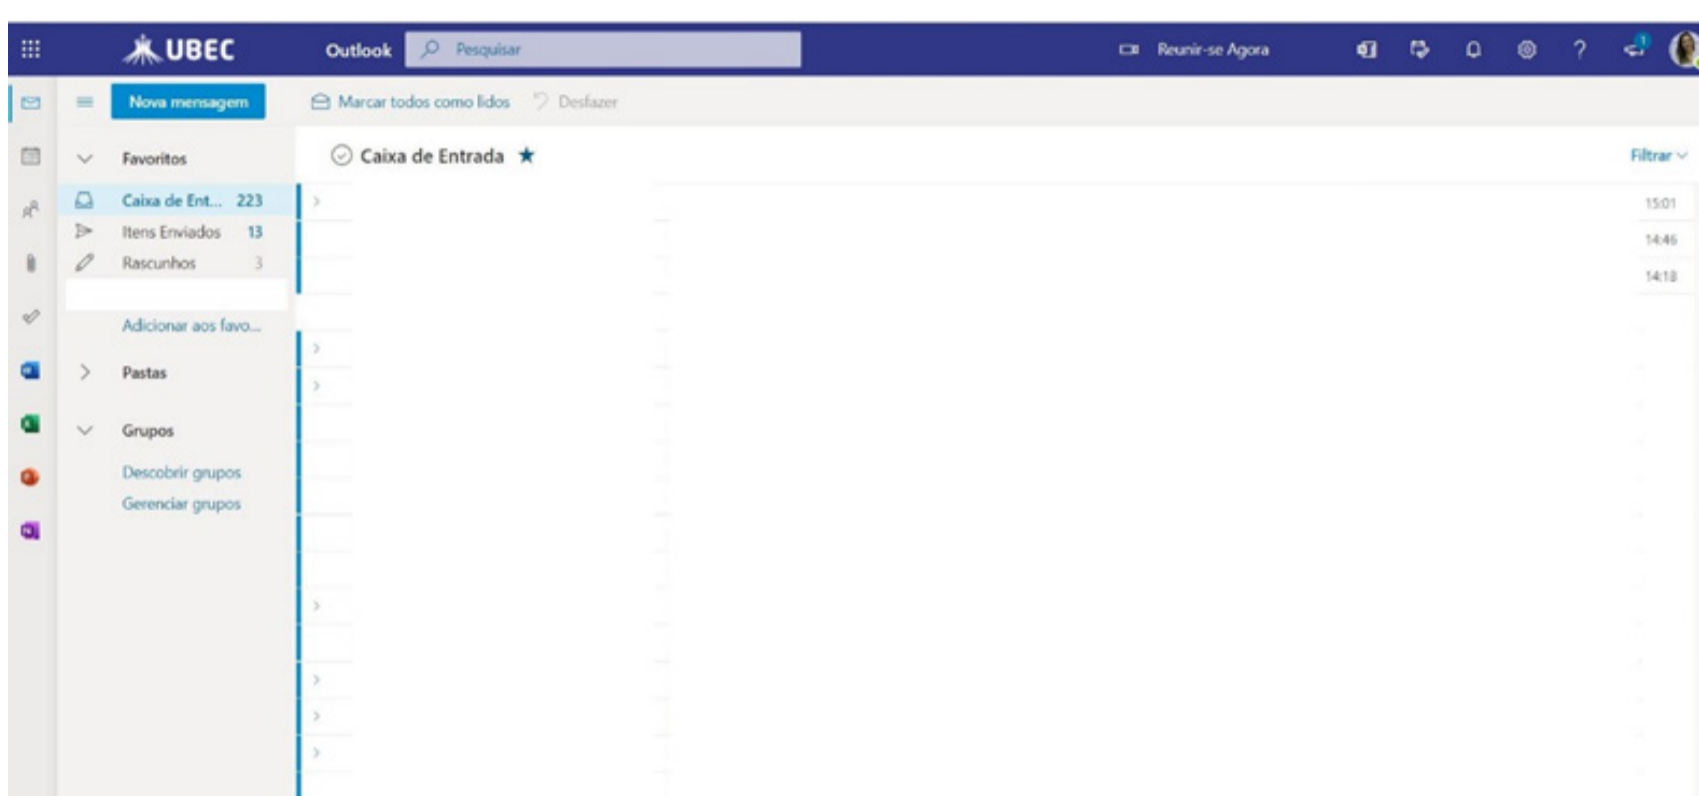 UBEC
Outlook
Pesquisar
Reunir-se Agora
?
1
Nova mensagem
Marcar todos como lidos
Desfazer
Favoritos
Caixa de Entrada ★
Filtrar
Caixa de Ent... 223
15:01
Itens Enviados 13
14:46
Rascunhos 3
14:18
Adicionar aos favo...
Pastas
Grupos
Descobrir grupos
Gerenciar grupos